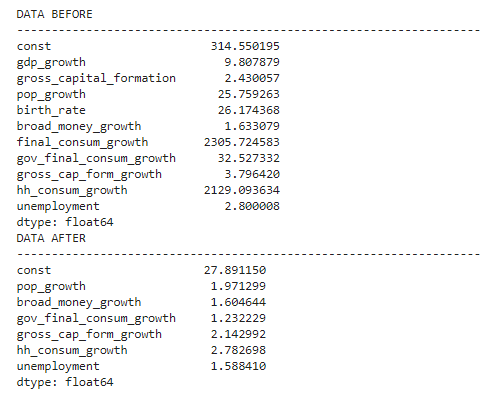 DATA BEFORE
--------------------------------------------------------------------
const                       314.550195
gdp_growth                    9.807879
gross_capital_formation       2.430057
pop_growth                   25.759263
birth_rate                   26.174368
broad_money_growth            1.633079
final_consum_growth        2305.724583
gov_final_consum_growth      32.527332
gross_cap_form_growth         3.796420
hh_consum_growth           2129.093634
unemployment                  2.800008
dtype: float64
DATA AFTER
--------------------------------------------------------------------
const                      27.891150
pop_growth                  1.971299
broad_money_growth          1.604644
gov_final_consum_growth     1.232229
gross_cap_form_growth       2.142992
hh_consum_growth            2.782698
unemployment                1.588410
dtype: float64